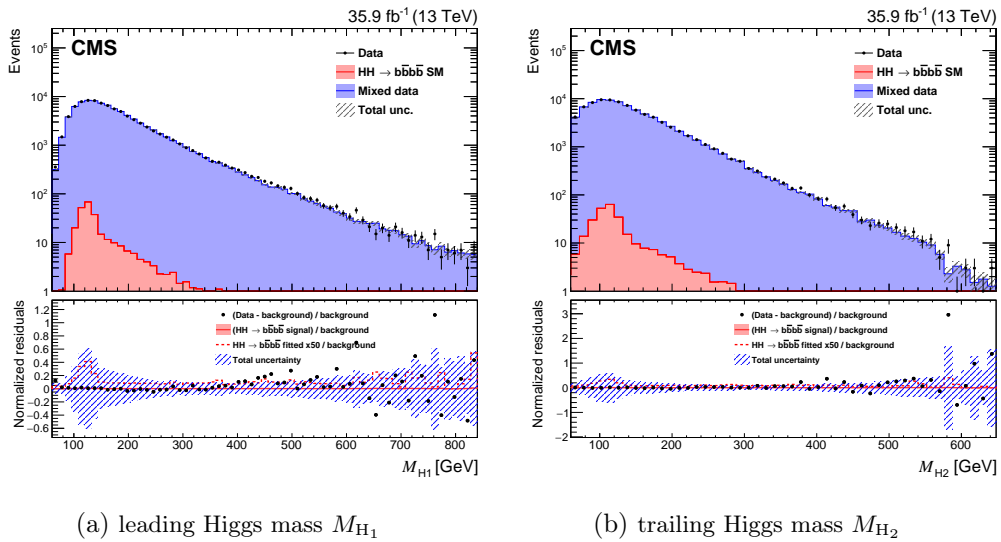 35.9 fb⁻¹ (13 TeV)
CMS
Data
HH → bb̄bb̄ SM
Mixed data
Total unc.
Events
10⁵
10⁴
10³
10²
10
1
(Data - background) / background
(HH → bb̄bb̄ signal) / background
HH → bb̄bb̄ fitted x50 / background
Total uncertainty
Normalized residuals
1.2
1.0
0.8
0.6
0.4
0.2
0.0
−0.2
−0.4
−0.6
100 200 300 400 500 600 700 800
M_H1 [GeV]
(a) leading Higgs mass M_H₁
35.9 fb⁻¹ (13 TeV)
CMS
Data
HH → bb̄bb̄ SM
Mixed data
Total unc.
Events
10⁵
10⁴
10³
10²
10
1
(Data - background) / background
(HH → bb̄bb̄ signal) / background
HH → bb̄bb̄ fitted x50 / background
Total uncertainty
Normalized residuals
3
2
1
0
−1
−2
100 200 300 400 500 600
M_H2 [GeV]
(b) trailing Higgs mass M_H₂